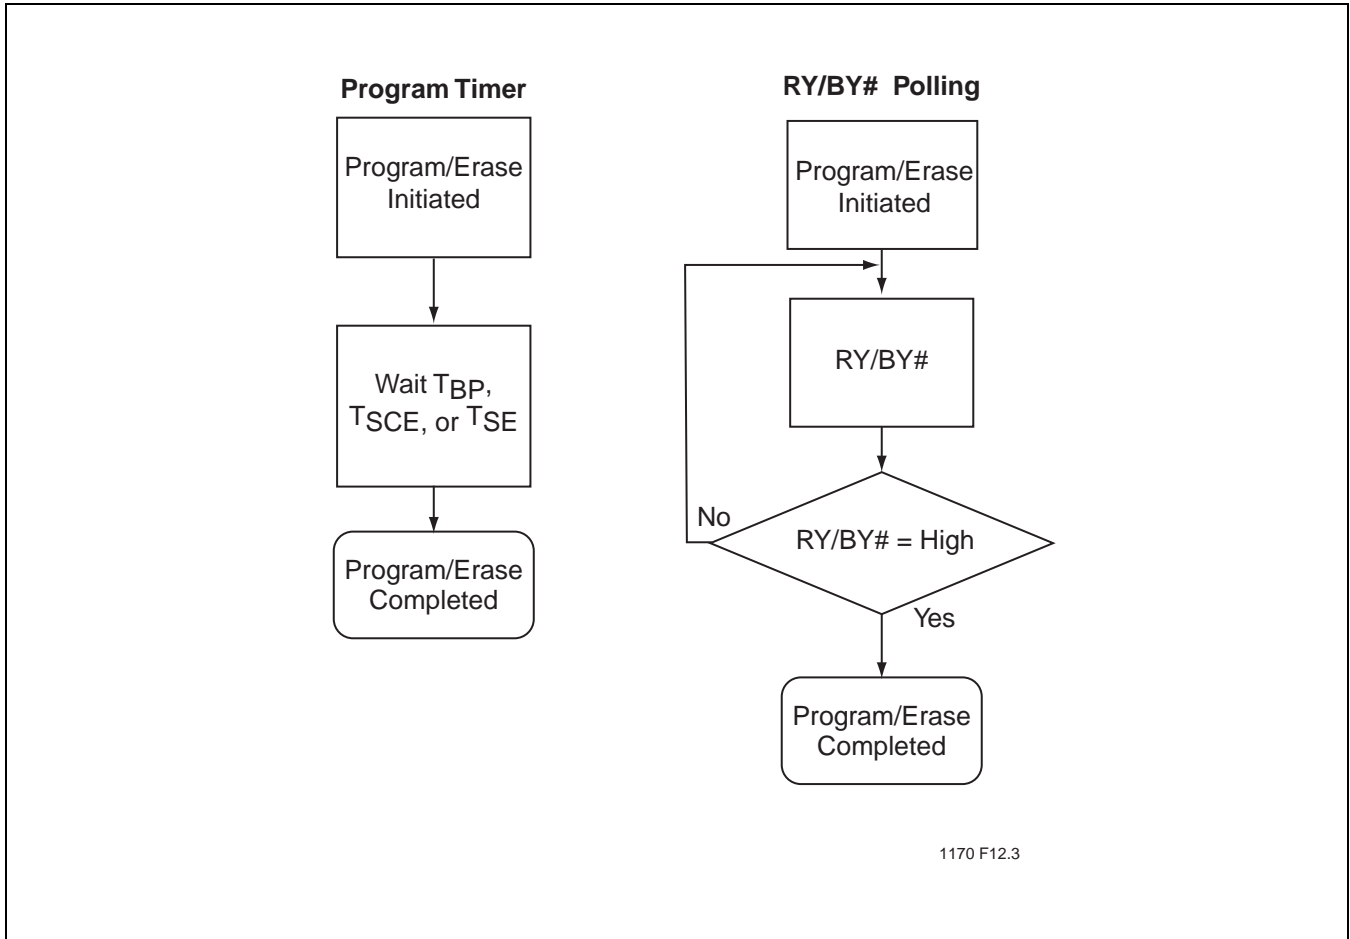 Program Timer
Program/Erase
Initiated
Wait TBP,
TSCE, or TSE
Program/Erase
Completed
RY/BY# Polling
Program/Erase
Initiated
RY/BY#
RY/BY# = High
No
Yes
Program/Erase
Completed
1170 F12.3